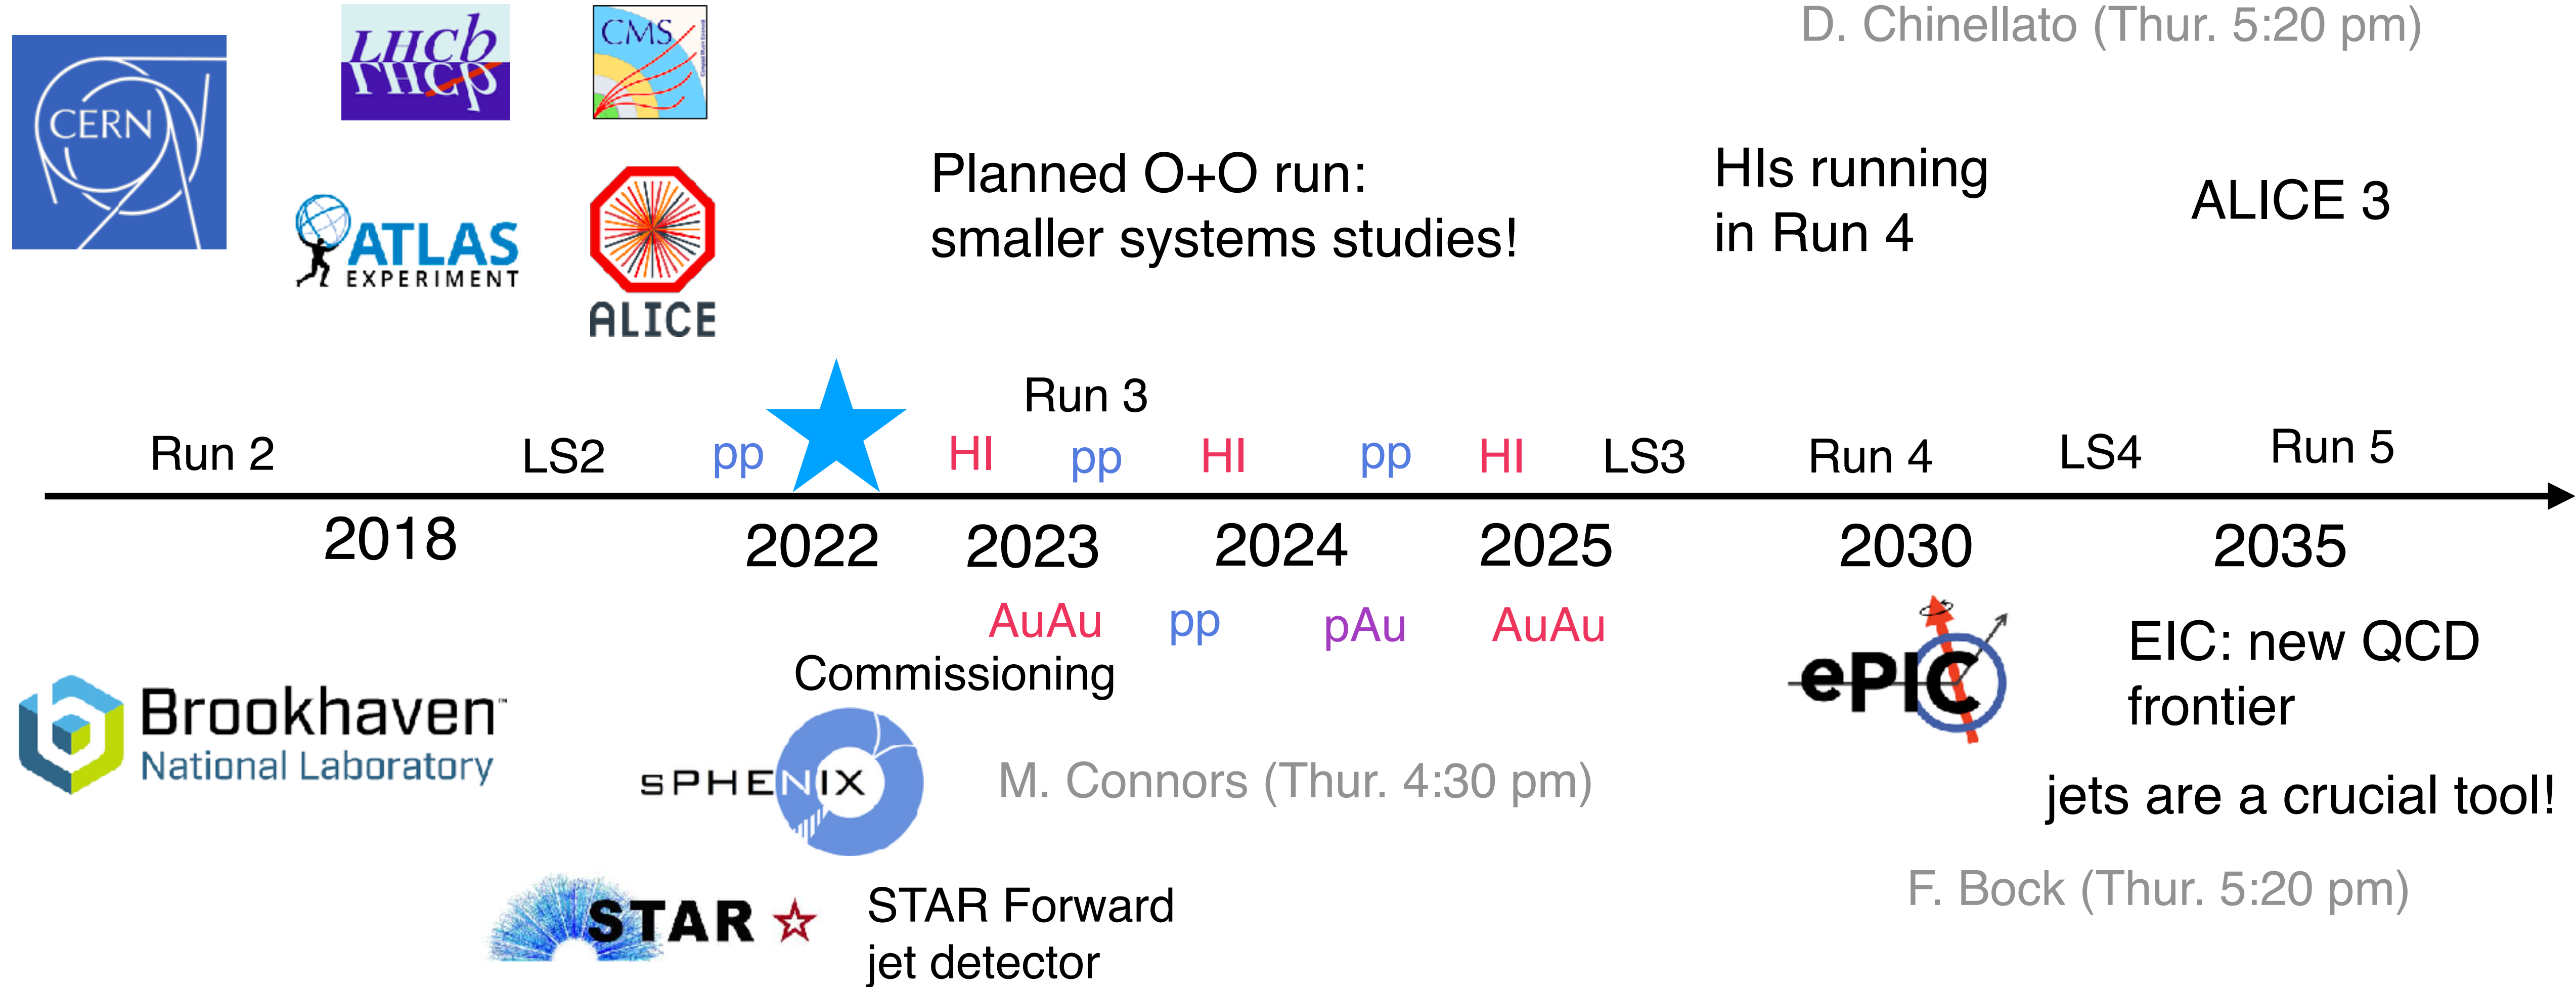 D. Chinellato (Thur. 5:20 pm)
CERN
LHCb
CMS
ATLAS
EXPERIMENT
ALICE
Planned O+O run:
smaller systems studies!
HIs running
in Run 4
ALICE 3
Run 3
Run 2 LS2 pp HI pp HI pp HI LS3 Run 4 LS4 Run 5
2018 2022 2023 2024 2025 2030 2035
AuAu pp pAu AuAu
Commissioning
Brookhaven™
National Laboratory
sPHENIX
M. Connors (Thur. 4:30 pm)
ePIC
EIC: new QCD
frontier
jets are a crucial tool!
F. Bock (Thur. 5:20 pm)
STAR
STAR Forward
jet detector